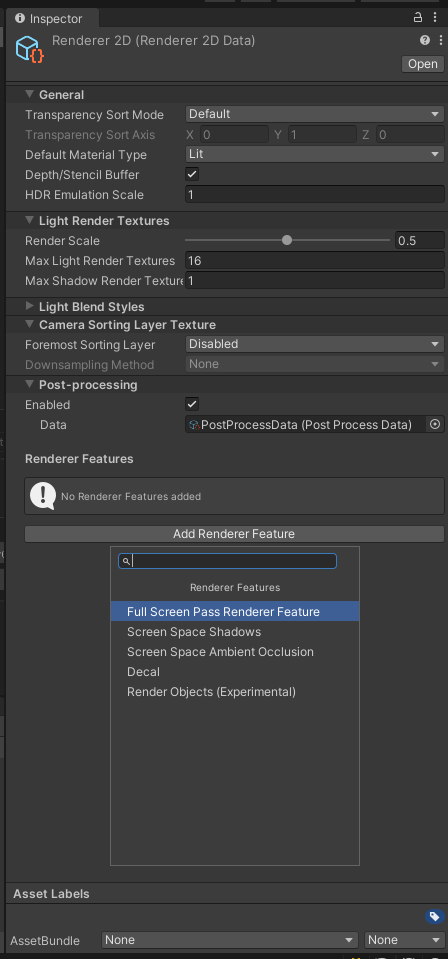 Inspector
Renderer 2D (Renderer 2D Data)
Open
General
Transparency Sort Mode Default
Transparency Sort Axis X 0 Y 1 Z 0
Default Material Type Lit
Depth/Stencil Buffer
HDR Emulation Scale 1
Light Render Textures
Render Scale 0.5
Max Light Render Textures 16
Max Shadow Render Texture 1
Light Blend Styles
Camera Sorting Layer Texture
Foremost Sorting Layer Disabled
Downsampling Method None
Post-processing
Enabled
Data PostProcessData (Post Process Data)
Renderer Features
No Renderer Features added
Add Renderer Feature
Renderer Features
Full Screen Pass Renderer Feature
Screen Space Shadows
Screen Space Ambient Occlusion
Decal
Render Objects (Experimental)
Asset Labels
AssetBundle None None